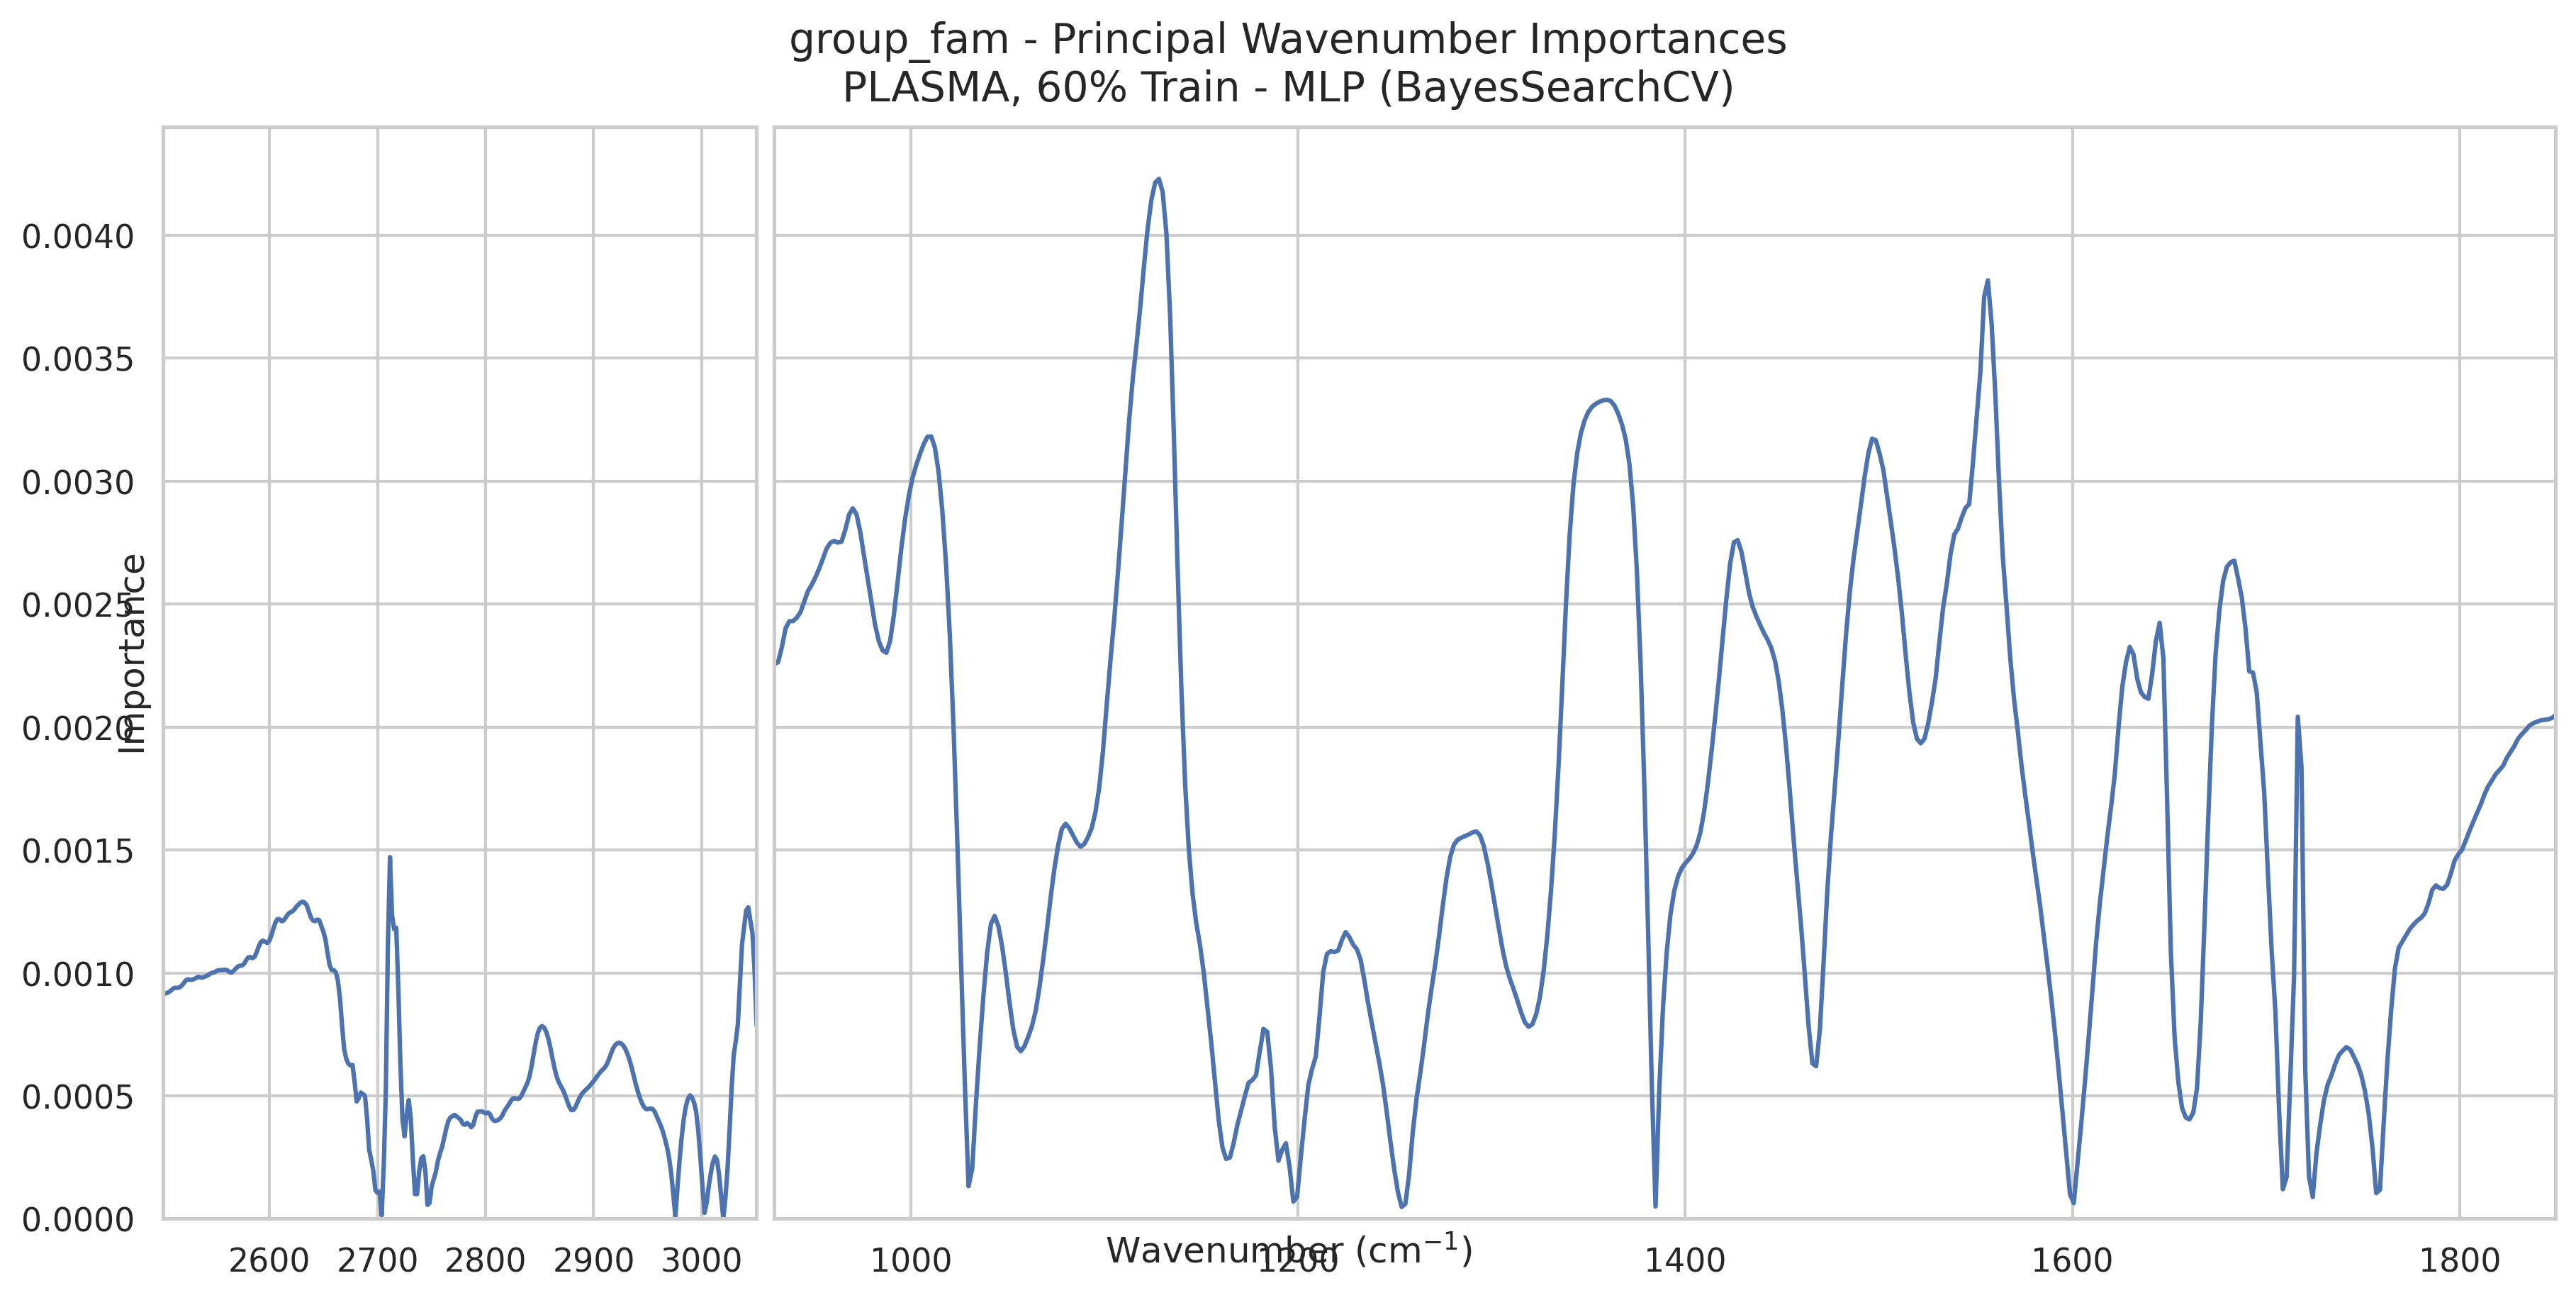 group_fam - Principal Wavenumber Importances
PLASMA, 60% Train - MLP (BayesSearchCV)
Importance
0.0040
0.0035
0.0030
0.0025
0.0020
0.0015
0.0010
0.0005
0.0000
2600 2700 2800 2900 3000 1000 1200 1400 1600 1800
Wavenumber (cm⁻¹)